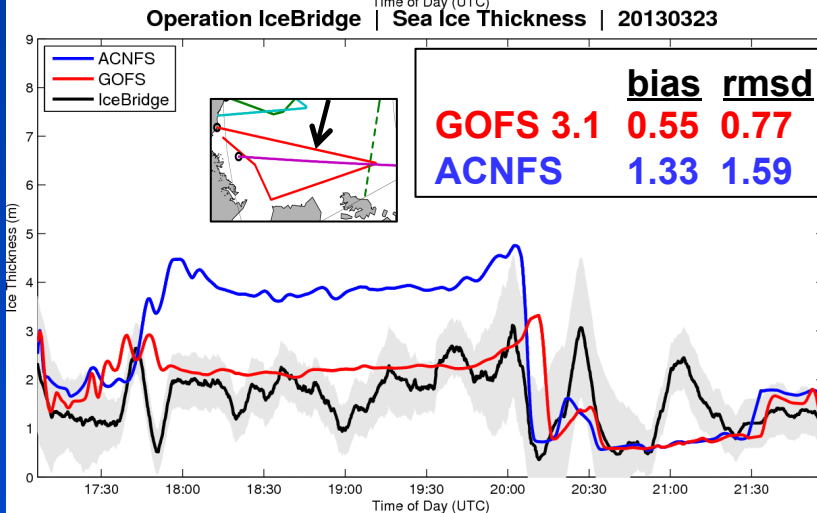 Time of Day (UTC)
Operation IceBridge | Sea Ice Thickness | 20130323
ACNFS
GOFS
IceBridge
bias rmsd
GOFS 3.1 0.55 0.77
ACNFS 1.33 1.59
Ice Thickness (m)
9
8
7
6
5
4
3
2
1
0
17:30 18:00 18:30 19:00 19:30 20:00 20:30 21:00 21:30
Time of Day (UTC)